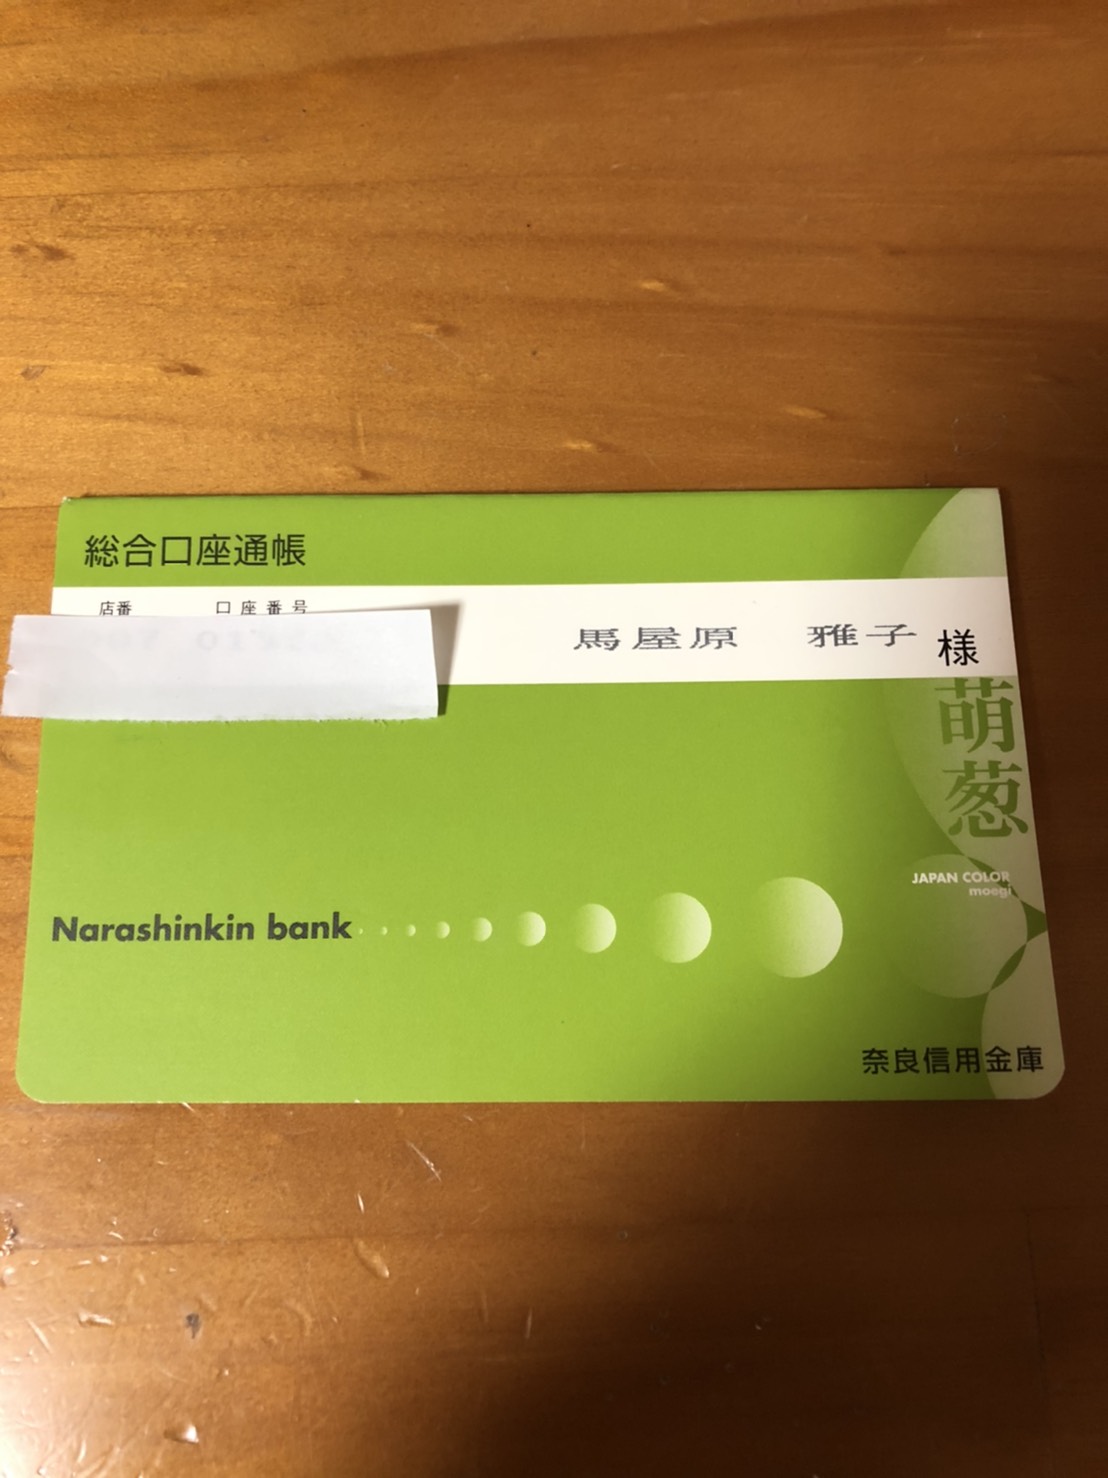 総合口座通帳
店番 口座番号
馬屋原 雅子 様
萌葱
JAPAN COLOR
moegi
Narashinkin bank
奈良信用金庫